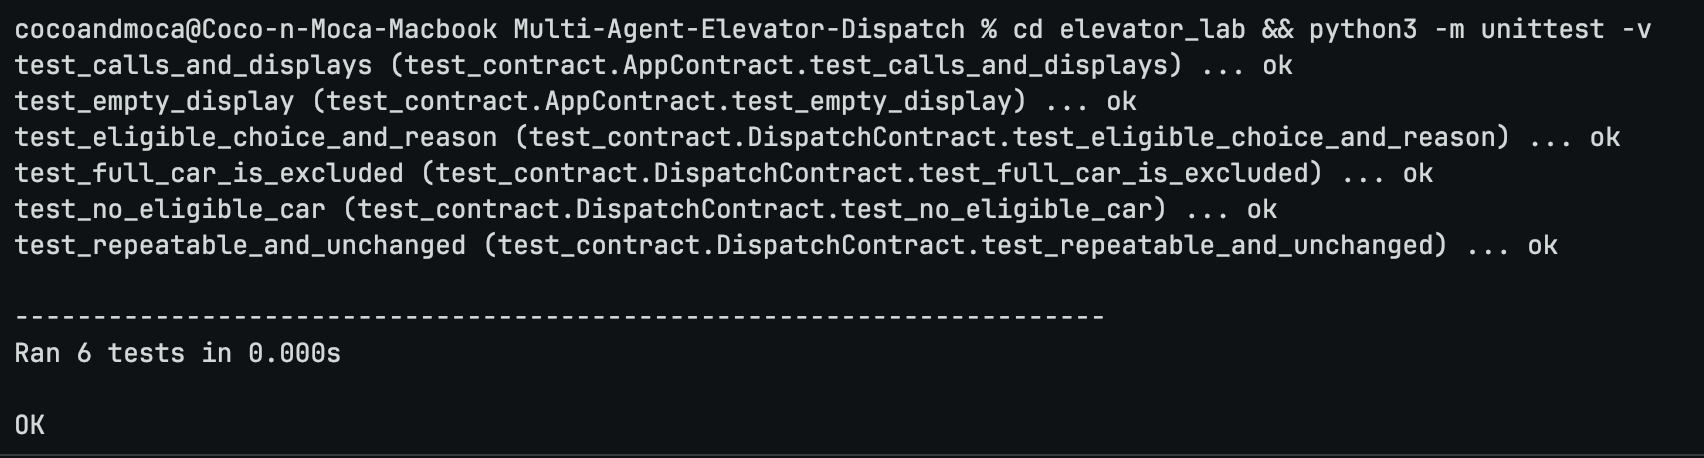 cocoandmoca@Coco-n-Moca-Macbook Multi-Agent-Elevator-Dispatch % cd elevator_lab && python3 -m unittest -v
test_calls_and_displays (test_contract.AppContract.test_calls_and_displays) ... ok
test_empty_display (test_contract.AppContract.test_empty_display) ... ok
test_eligible_choice_and_reason (test_contract.DispatchContract.test_eligible_choice_and_reason) ... ok
test_full_car_is_excluded (test_contract.DispatchContract.test_full_car_is_excluded) ... ok
test_no_eligible_car (test_contract.DispatchContract.test_no_eligible_car) ... ok
test_repeatable_and_unchanged (test_contract.DispatchContract.test_repeatable_and_unchanged) ... ok
----------------------------------------------------------------------
Ran 6 tests in 0.000s
OK